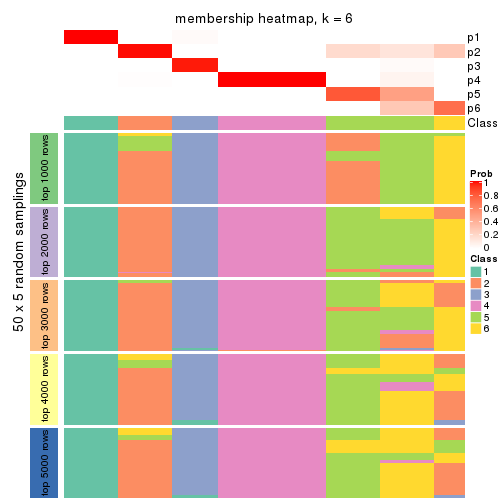 membership heatmap, k = 6
p1
p2
p3
p4
p5
p6
Class
50 x 5 random samplings
top 1000 rows
top 2000 rows
top 3000 rows
top 4000 rows
top 5000 rows
Prob
1
0.8
0.6
0.4
0.2
0
Class
1
2
3
4
5
6